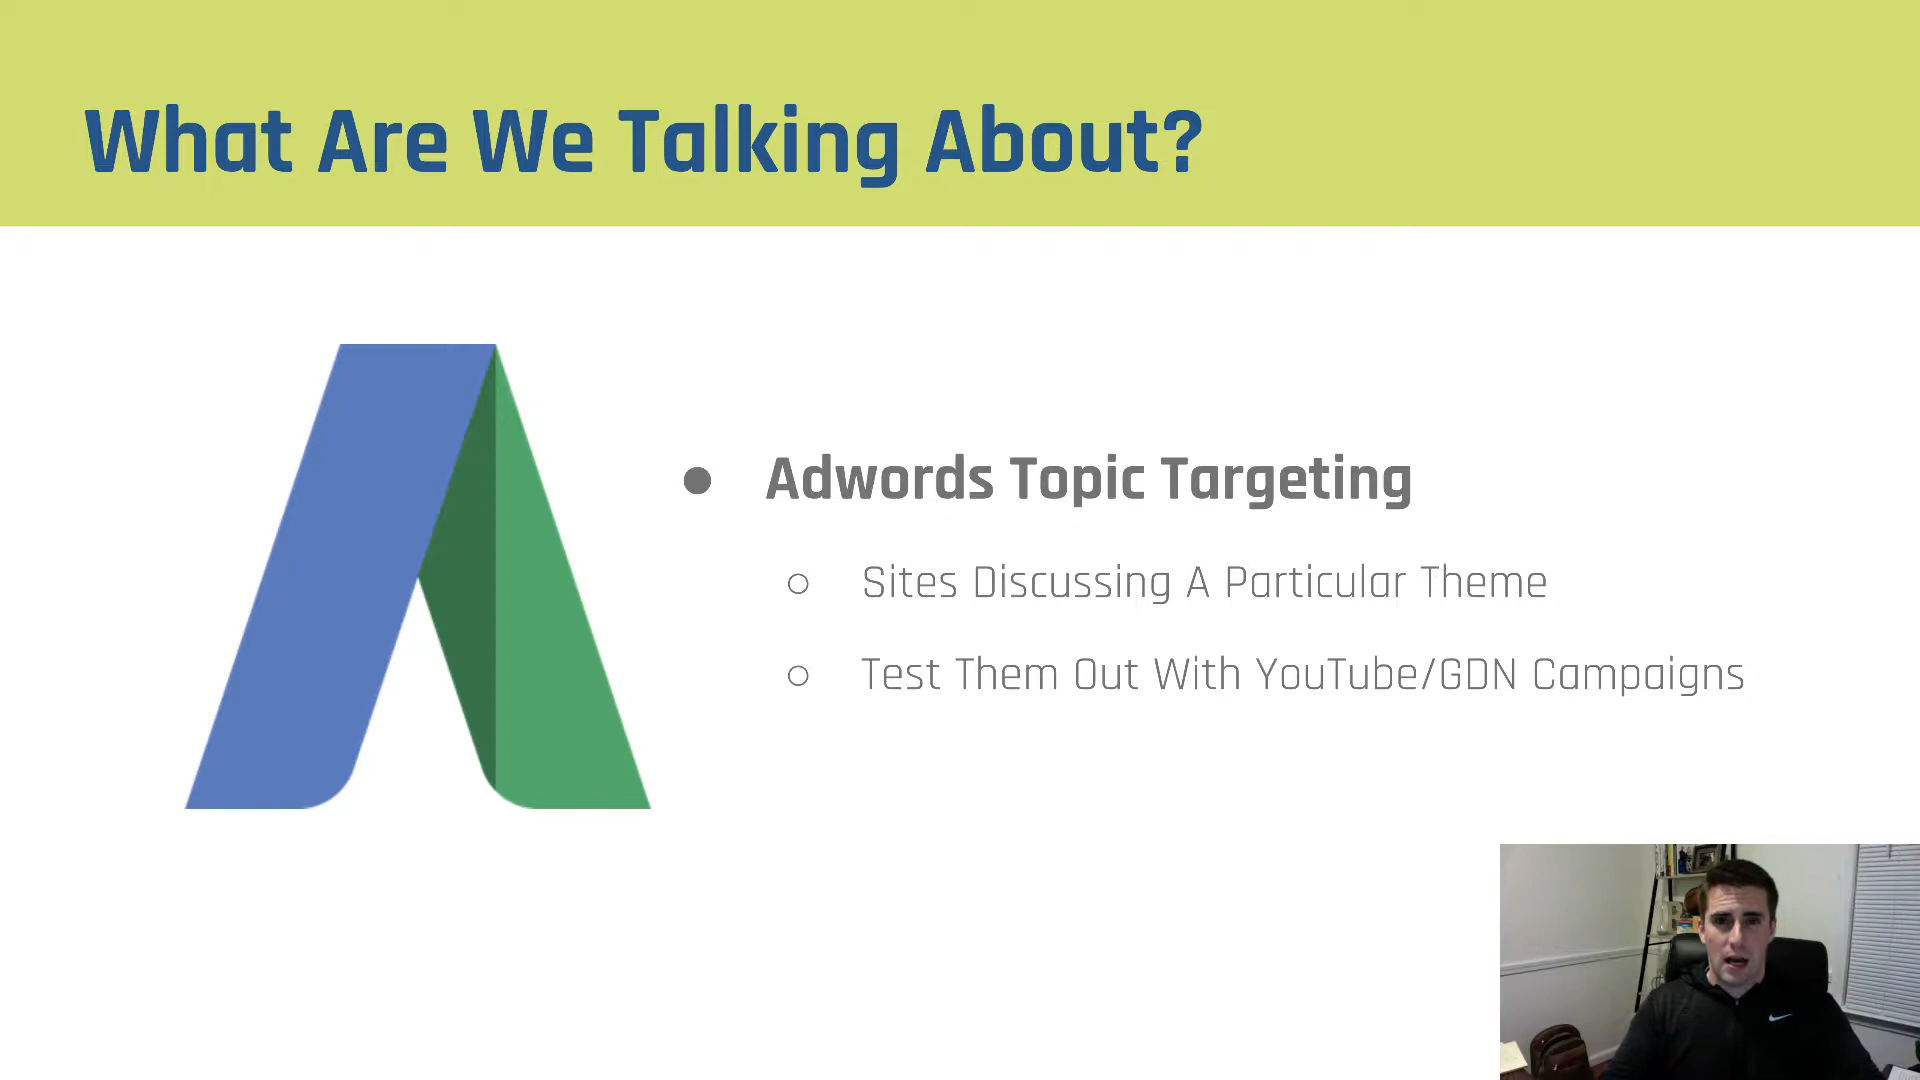 What Are We Talking About?
Adwords Topic Targeting
Sites Discussing A Particular Theme
Test Them Out With YouTube/GDN Campaigns